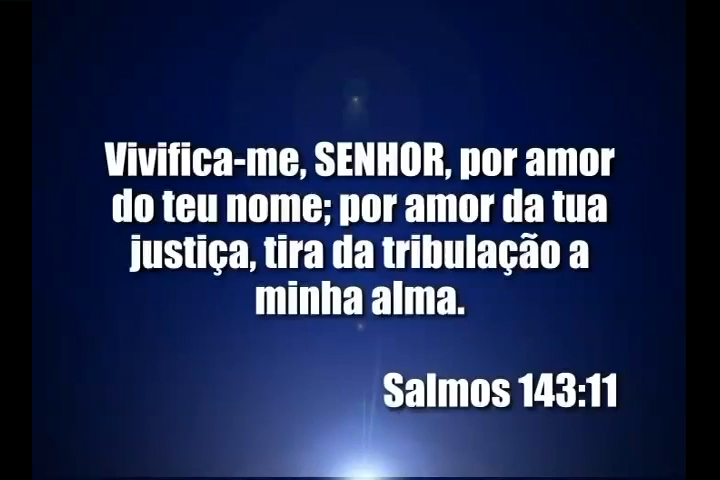 Vivifica-me, SENHOR, por amor
do teu nome; por amor da tua
justiça, tira da tribulação a
minha alma.
Salmos 143:11